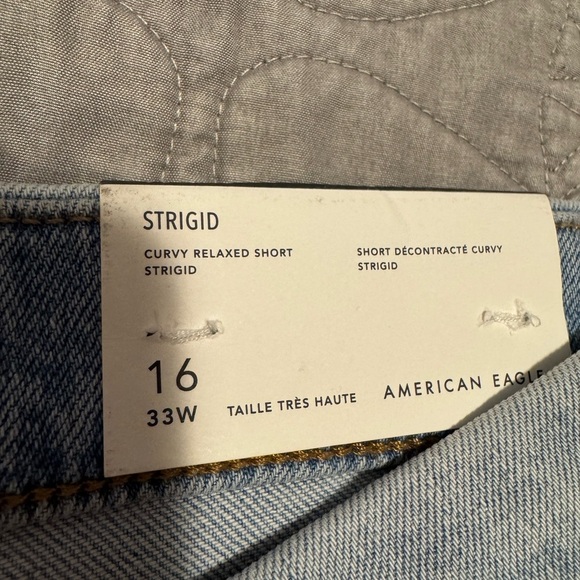 STRIGID
CURVY RELAXED SHORT
STRIGID
SHORT DÉCONTRACTÉ CURVY
STRIGID
16
33W
TAILLE TRÈS HAUTE
AMERICAN EAGLE